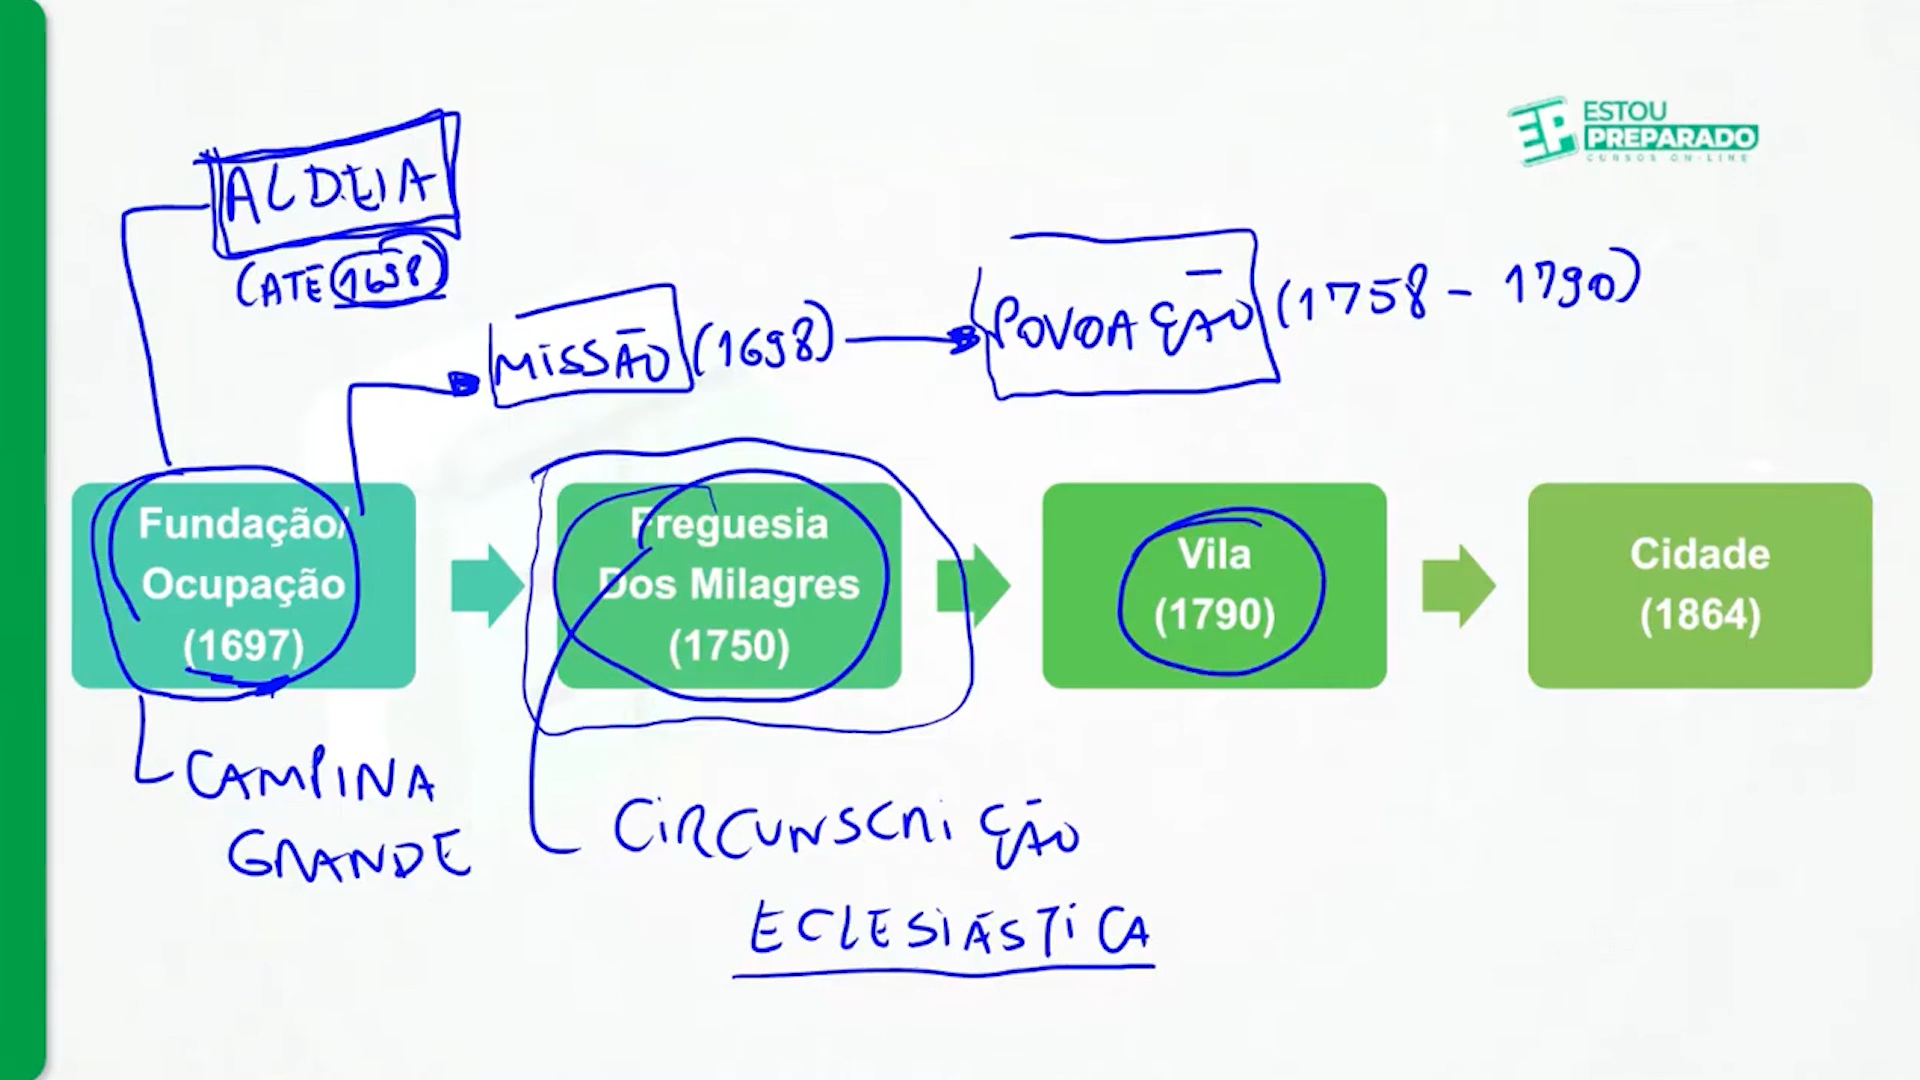 ESTOU
EP PREPARADO
CURSOS ON-LINE
ALDEIA
(ATÉ 1698)
MISSÃO (1698)
POVOAÇÃO (1758 - 1790)
Fundação/
Ocupação
(1697)
Freguesia
Dos Milagres
(1750)
Vila
(1790)
Cidade
(1864)
CAMPINA
GRANDE
CIRCUNSCRIÇÃO
ECLESIÁSTICA